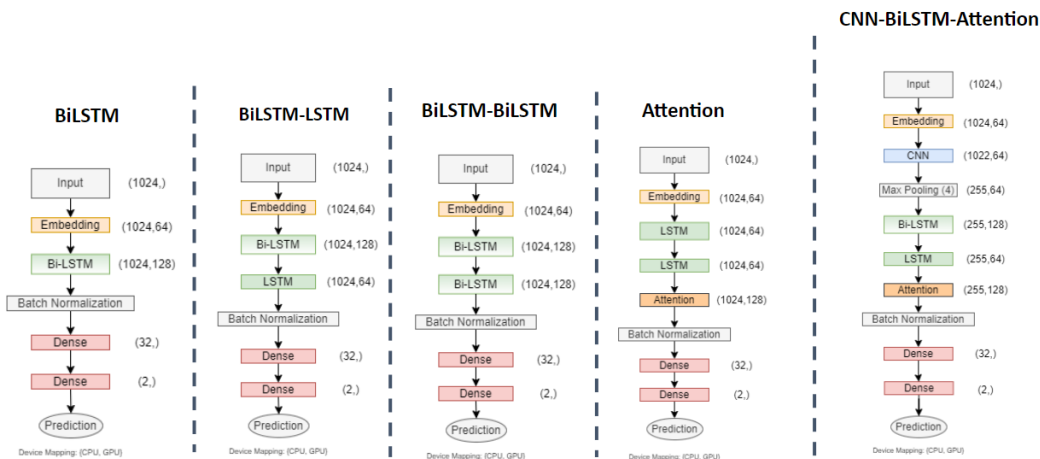 BiLSTM
Input (1024,)
Embedding (1024,64)
Bi-LSTM (1024,128)
Batch Normalization
Dense (32,)
Dense (2,)
Prediction
Device Mapping: {CPU, GPU}
BiLSTM-LSTM
Input (1024,)
Embedding (1024,64)
Bi-LSTM (1024,128)
LSTM (1024,64)
Batch Normalization
Dense (32,)
Dense (2,)
Prediction
Device Mapping: {CPU, GPU}
BiLSTM-BiLSTM
Input (1024,)
Embedding (1024,64)
Bi-LSTM (1024,128)
Bi-LSTM (1024,128)
Batch Normalization
Dense (32,)
Dense (2,)
Prediction
Device Mapping: {CPU, GPU}
Attention
Input (1024,)
Embedding (1024,64)
LSTM (1024,64)
LSTM (1024,64)
Attention (1024,128)
Batch Normalization
Dense (32,)
Dense (2,)
Prediction
Device Mapping: {CPU, GPU}
CNN-BiLSTM-Attention
Input (1024,)
Embedding (1024,64)
CNN (1022,64)
Max Pooling (4) (255,64)
Bi-LSTM (255,128)
LSTM (255,64)
Attention (255,128)
Batch Normalization
Dense (32,)
Dense (2,)
Prediction
Device Mapping: {CPU, GPU}